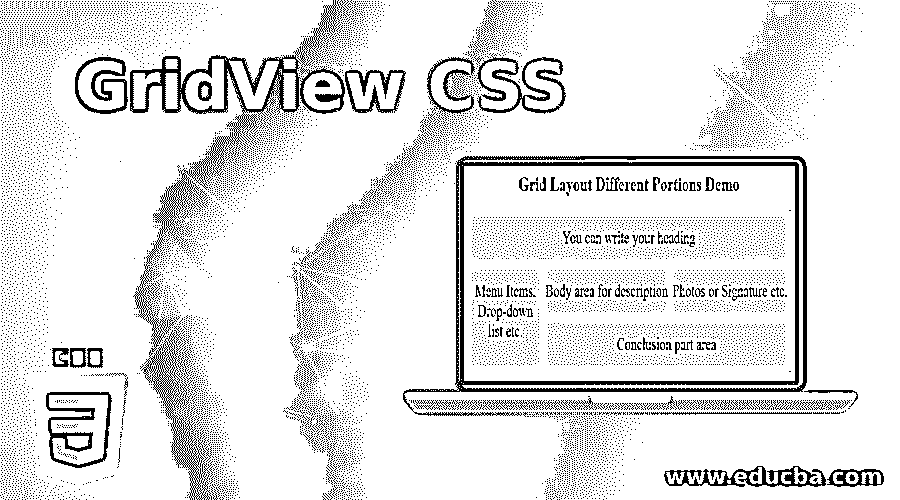 GridView CSS
Grid Layout Different Portions Demo
You can write your heading
Menu Items,
Drop-down
list etc
Body area for description
Photos or Signature etc.
Conclusion part area
3
www.educba.com